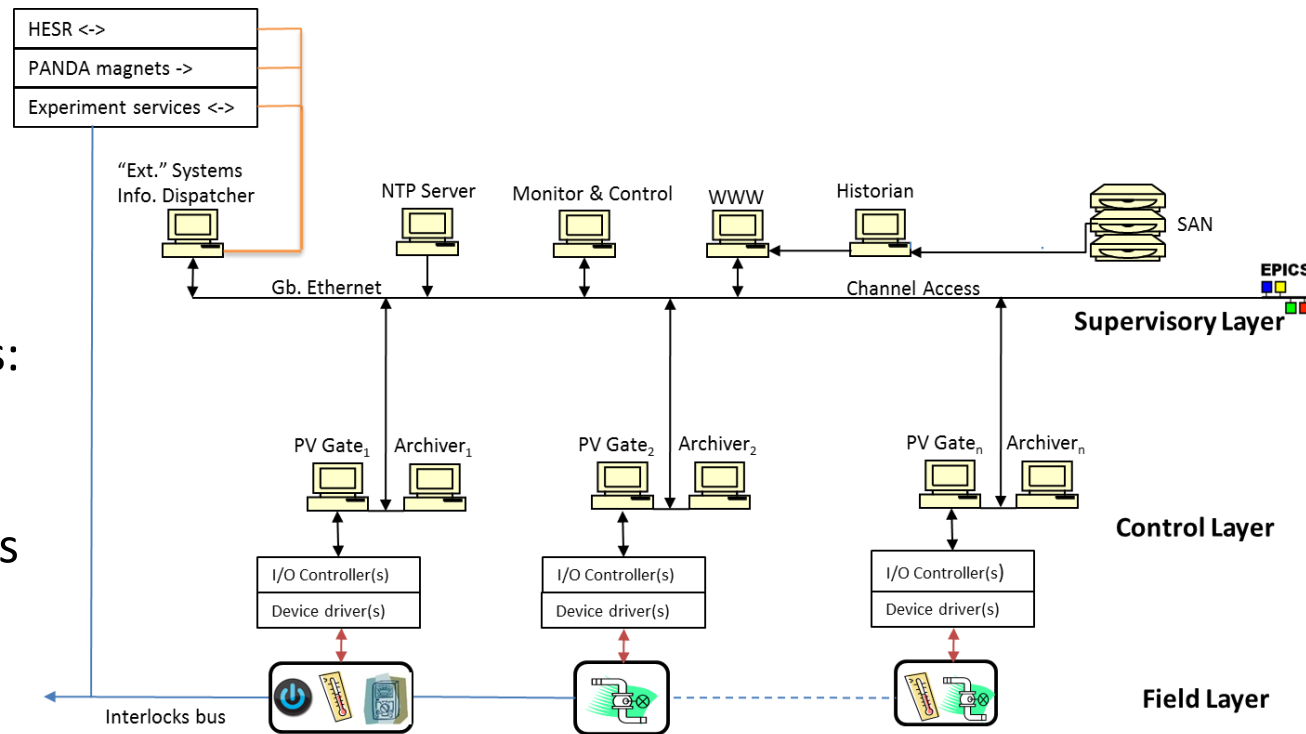 HESR <->
PANDA magnets ->
Experiment services <->
“Ext.” Systems
Info. Dispatcher
NTP Server
Monitor & Control
WWW
Historian
SAN
Gb. Ethernet
Channel Access
EPICS
Supervisory Layer
s:
PV Gate1
Archiver1
PV Gate2
Archiver2
PV Gaten
Archivern
Control Layer
s
I/O Controller(s)
Device driver(s)
I/O Controller(s)
Device driver(s)
I/O Controller(s)
Device driver(s)
Interlocks bus
Field Layer